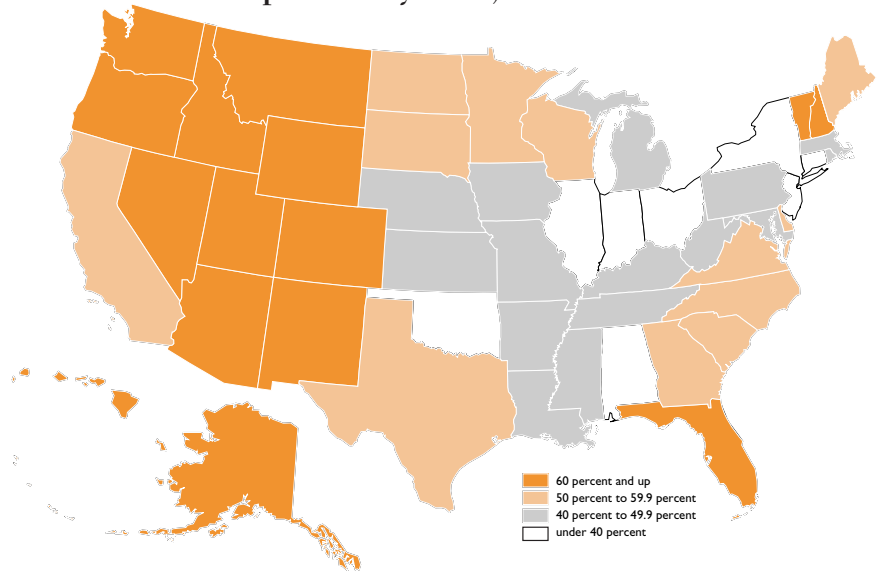 60 percent and up
50 percent to 59.9 percent
40 percent to 49.9 percent
under 40 percent